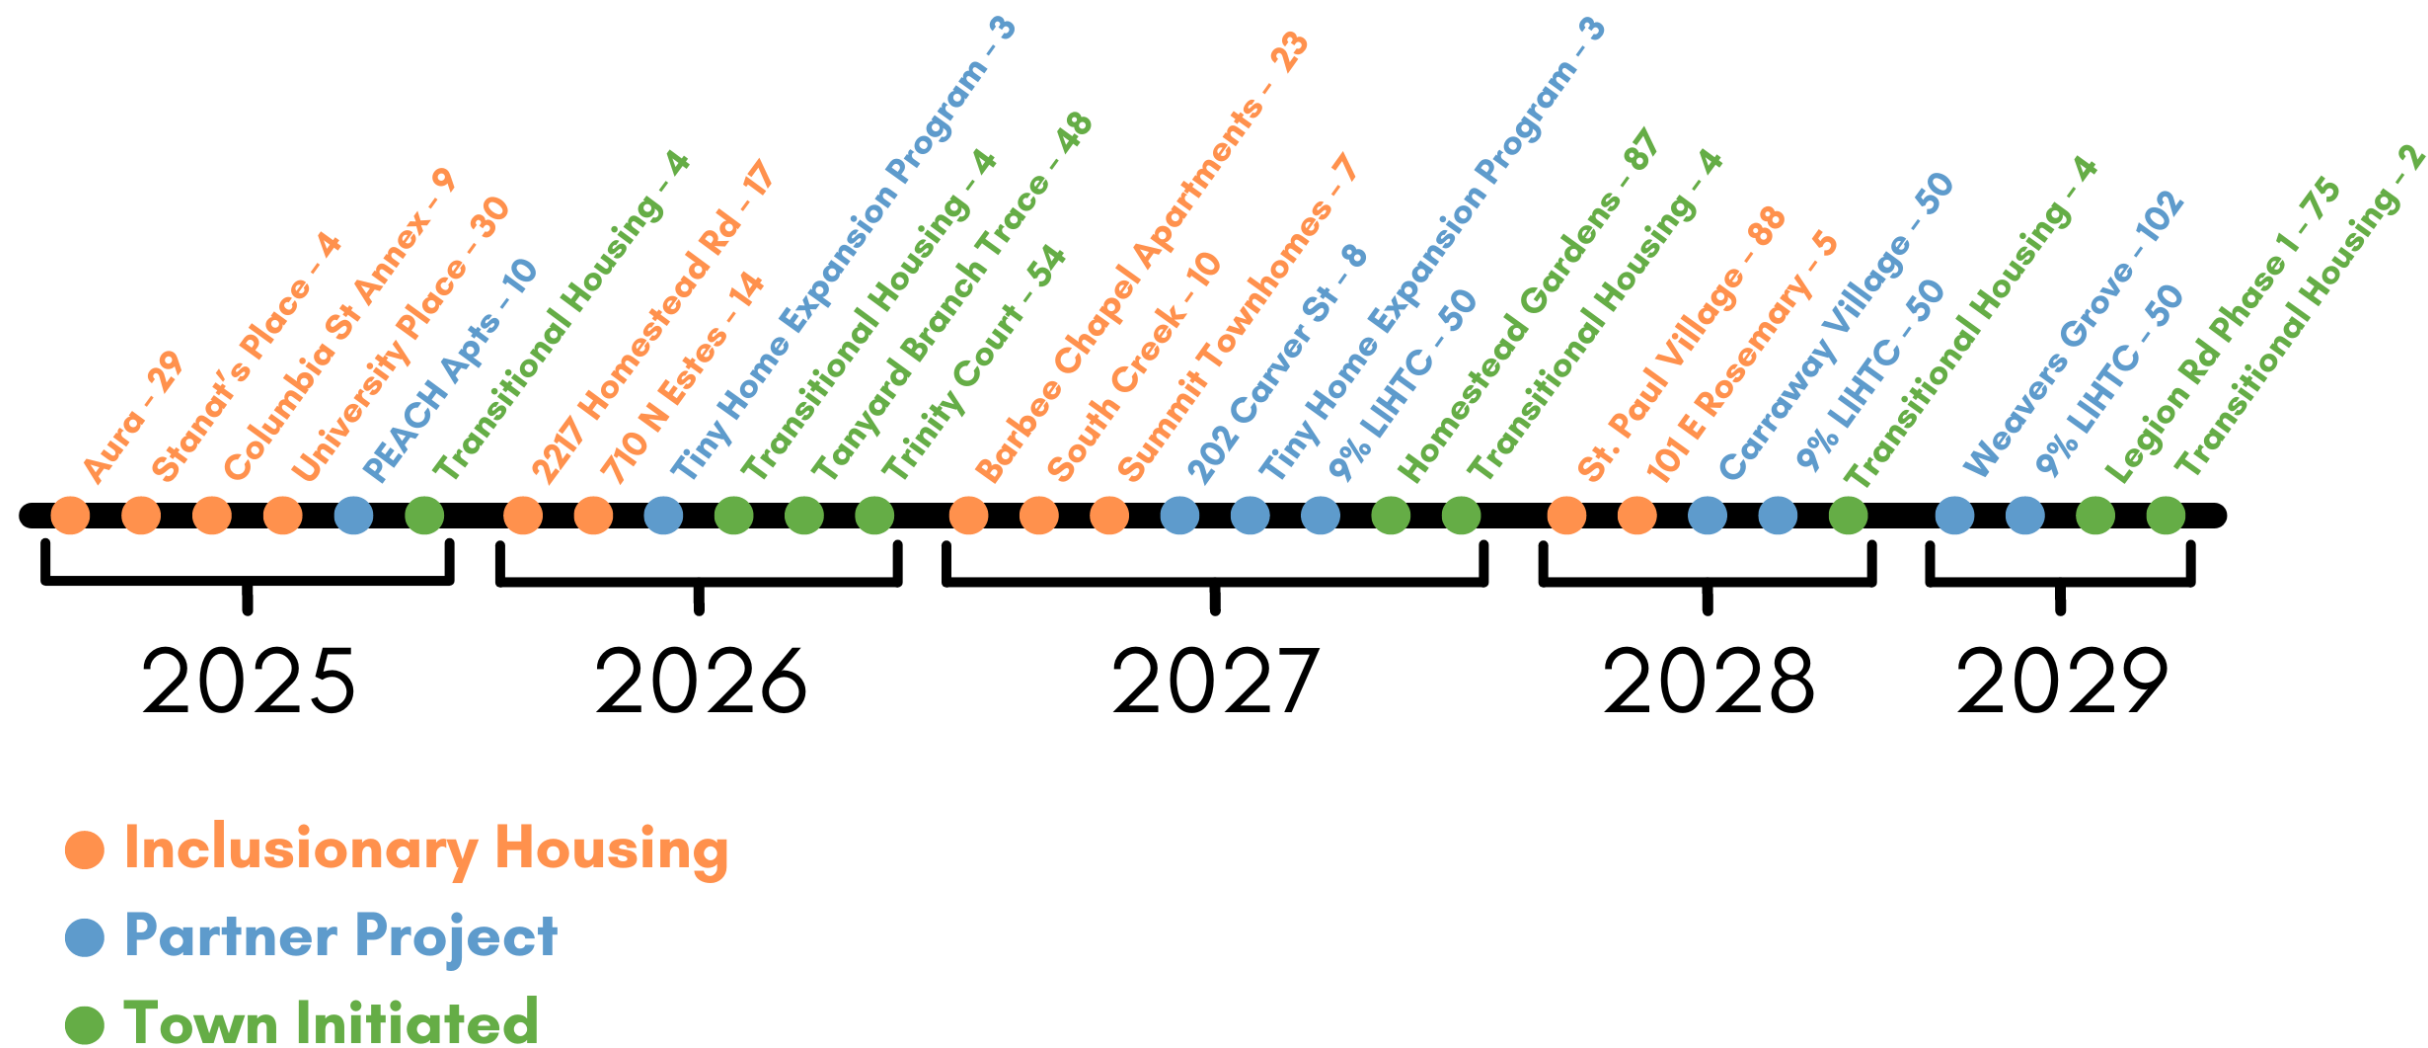 Aura - 29
Stanat's Place - 4
Columbia St Annex - 9
University Place - 30
PEACH Apts - 10
Transitional Housing - 4
2217 Homestead Rd - 17
710 N Estes - 14
Tiny Home Expansion Program - 3
Transitional Housing - 4
Tanyard Branch Trace - 48
Trinity Court - 54
Barbee Chapel Apartments - 23
South Creek - 10
Summit Townhomes - 7
202 Carver St - 8
Tiny Home Expansion Program - 3
9% LIHTC - 50
Homestead Gardens - 87
Transitional Housing - 4
St. Paul Village - 88
101 E Rosemary - 5
Carraway Village - 50
9% LIHTC - 50
Transitional Housing - 4
Weavers Grove - 102
9% LIHTC - 50
Legion Rd Phase 1 - 75
Transitional Housing - 2
2025
2026
2027
2028
2029
Inclusionary Housing
Partner Project
Town Initiated